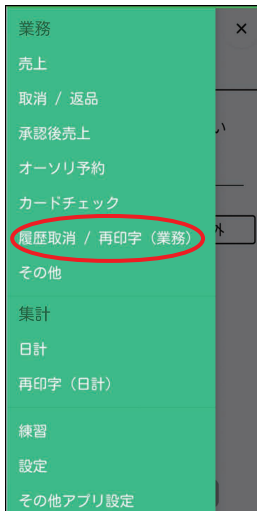 業務
×
売上
取消 / 返品
承認後売上
い
オーソリ予約
カードチェック
履歴取消 / 再印字（業務）
外
その他
集計
日計
再印字（日計）
練習
設定
その他アプリ設定